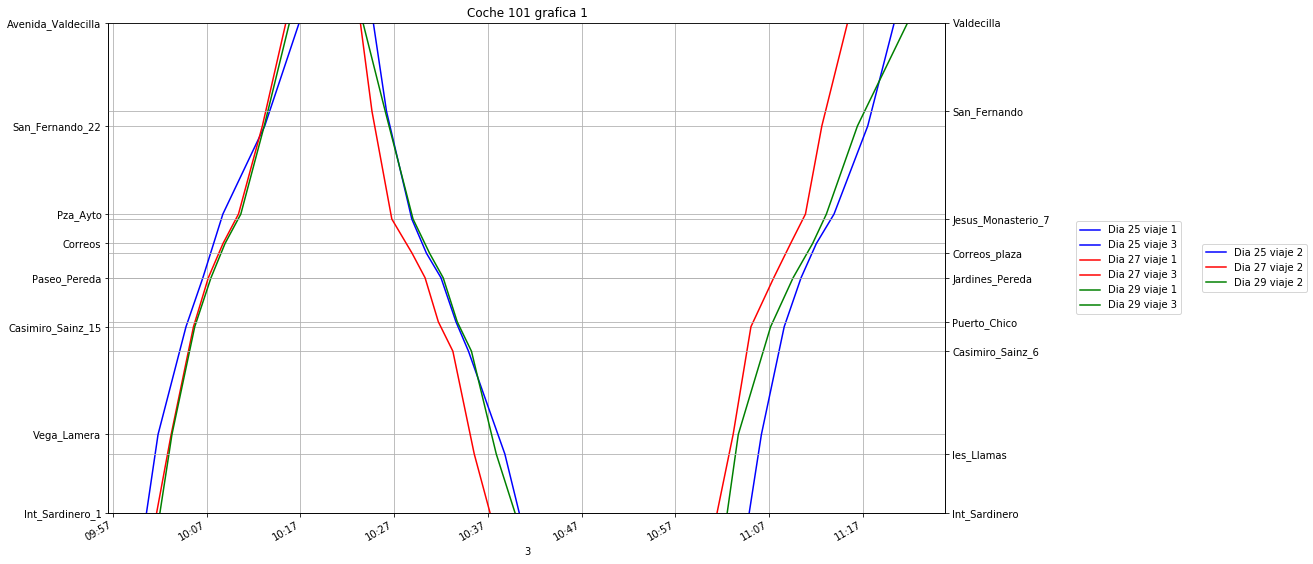 Coche 101 grafica 1
Avenida_Valdecilla
San_Fernando_22
Pza_Ayto
Correos
Paseo_Pereda
Casimiro_Sainz_15
Vega_Lamera
Int_Sardinero_1
Valdecilla
San_Fernando
Jesus_Monasterio_7
Correos_plaza
Jardines_Pereda
Puerto_Chico
Casimiro_Sainz_6
Ies_Llamas
Int_Sardinero
Dia 25 viaje 1
Dia 25 viaje 3
Dia 27 viaje 1
Dia 27 viaje 3
Dia 29 viaje 1
Dia 29 viaje 3
Dia 25 viaje 2
Dia 27 viaje 2
Dia 29 viaje 2
09:57 10:07 10:17 10:27 10:37 10:47 10:57 11:07 11:17
3